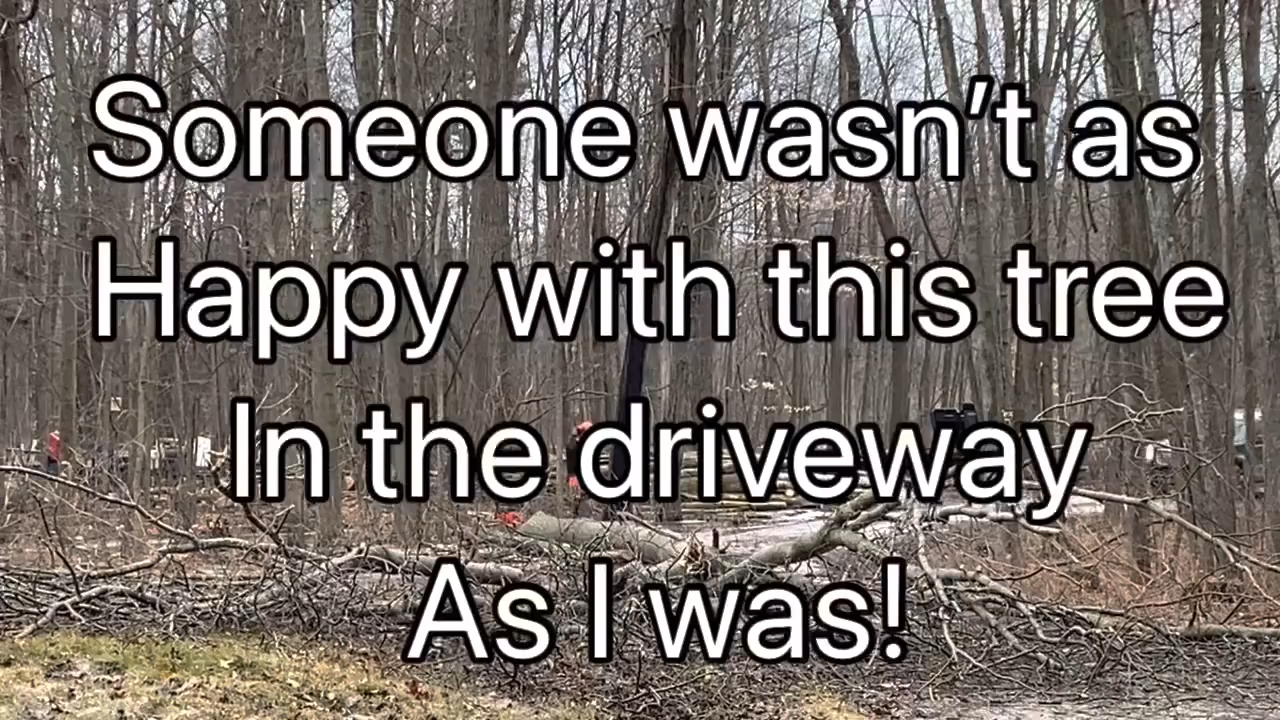 Someone wasn’t as
Happy with this tree
In the driveway
As I was!